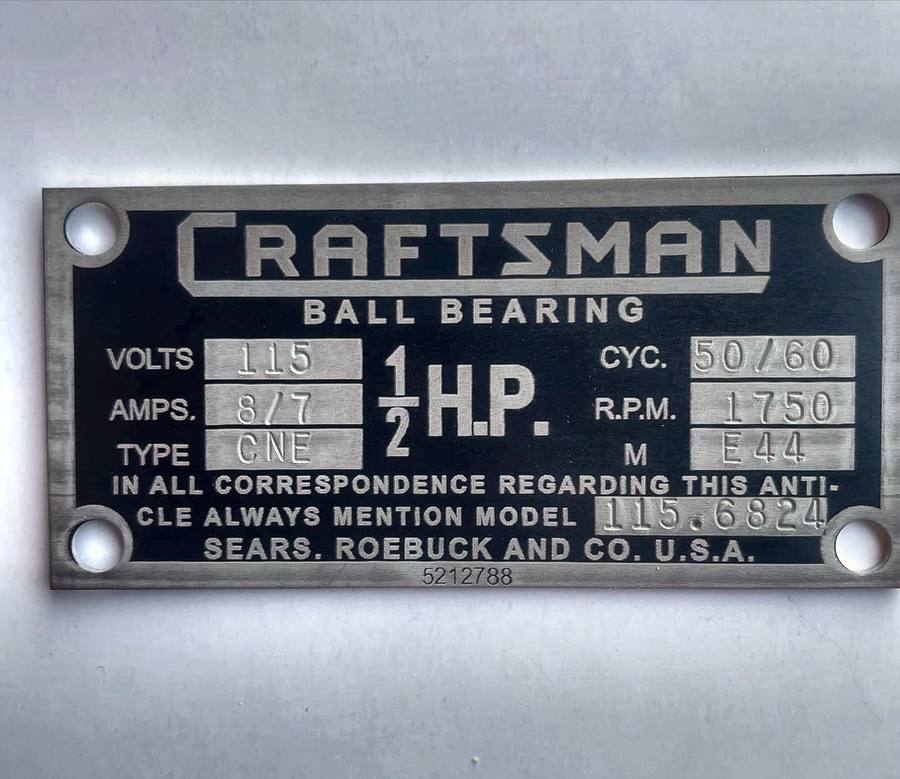 CRAFTSMAN
BALL BEARING
VOLTS 115 1/2 H.P. CYC. 50/60
AMPS. 8/7 R.P.M. 1750
TYPE CNE M E44
IN ALL CORRESPONDENCE REGARDING THIS ANTI-
CLE ALWAYS MENTION MODEL 115.6824
SEARS. ROEBUCK AND CO. U.S.A.
5212788